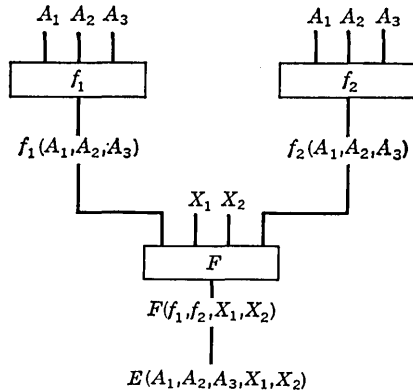 A₁ A₂ A₃ A₁ A₂ A₃
f₁ f₂
f₁(A₁,A₂,A₃) f₂(A₁,A₂,A₃)
X₁ X₂
F
F(f₁,f₂,X₁,X₂)
E(A₁,A₂,A₃,X₁,X₂)